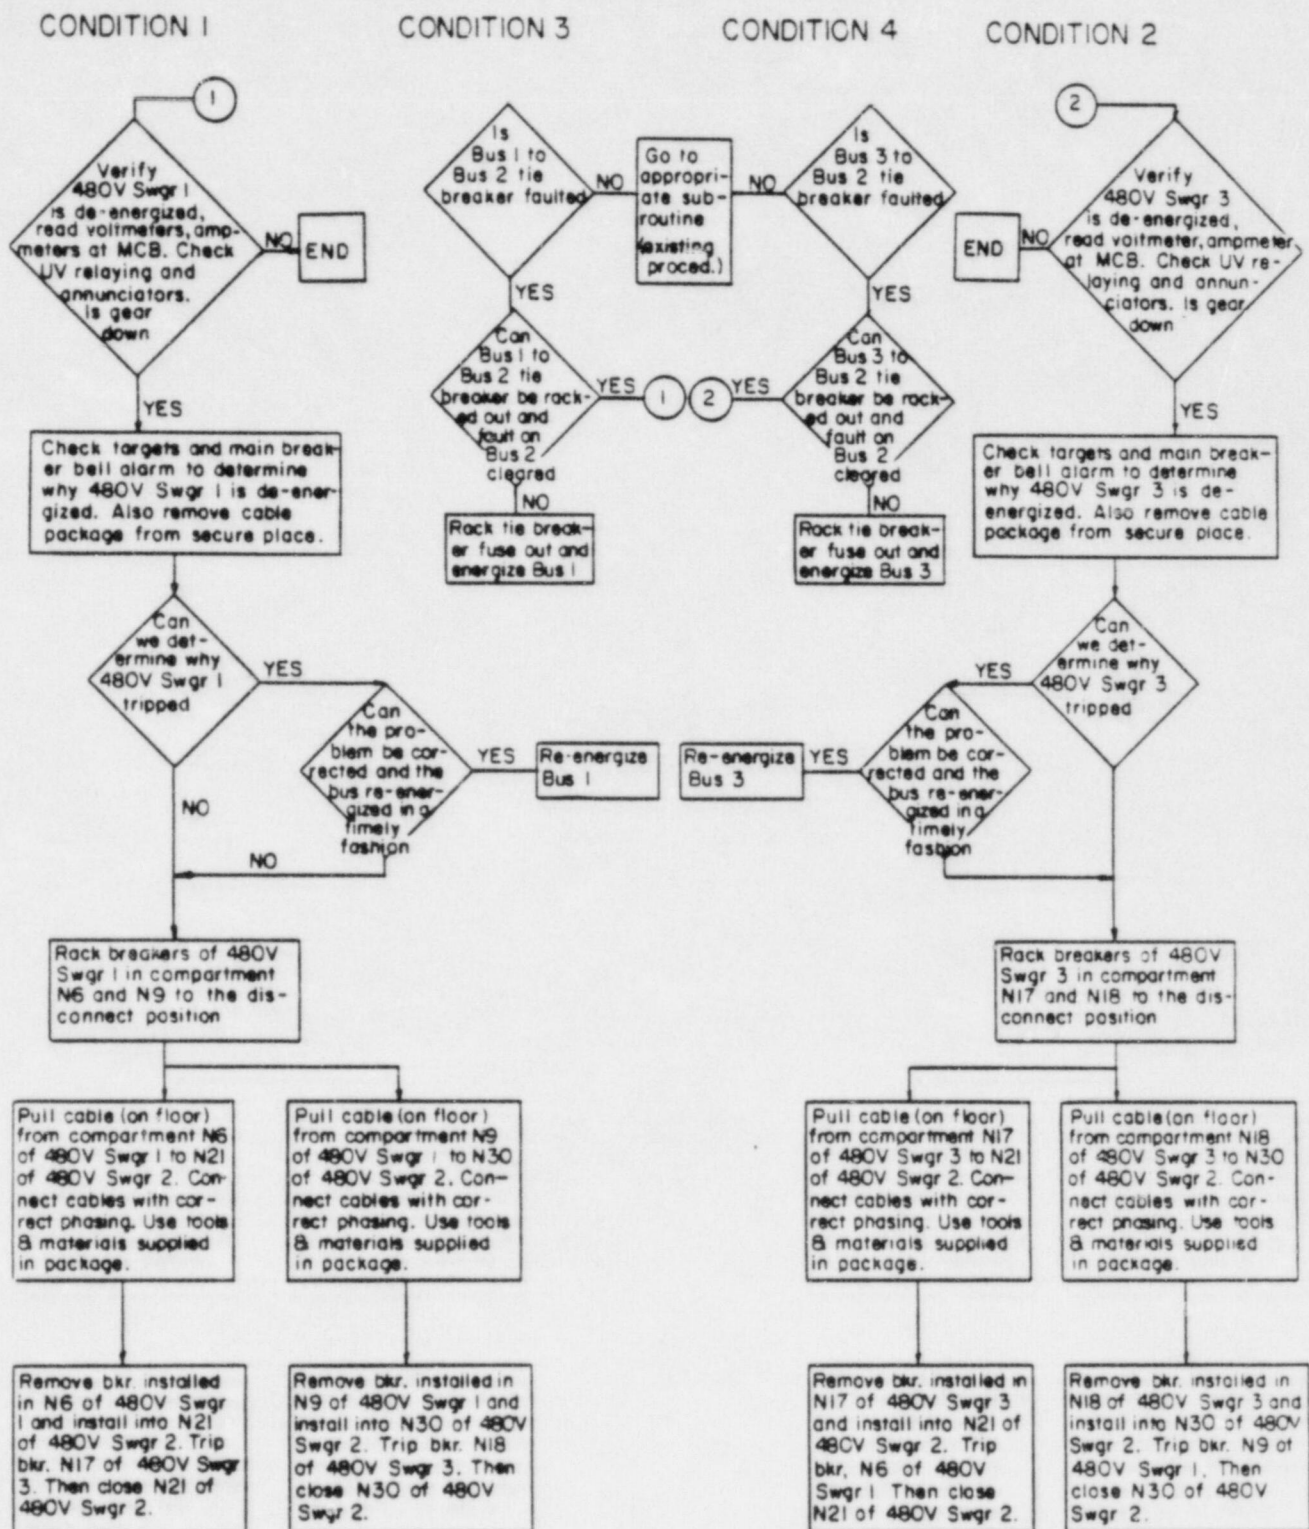 CONDITION 1
CONDITION 3
CONDITION 4
CONDITION 2
1
Verify
480V Swgr 1
is de-energized,
read voltmeters, amp-
meters at MCB. Check
UV relaying and
annunciators.
Is gear
down
NO
END
YES
Check targets and main break-
er bell alarm to determine
why 480V Swgr 1 is de-ener-
gized. Also remove cable
package from secure place.
Can
we det-
ermine why
480V Swgr 1
tripped
YES
NO
Can
the pro-
blem be cor-
rected and the
bus re-ener-
gized in a
timely
fashion
YES
Re-energize
Bus 1
NO
Rack breakers of 480V
Swgr 1 in compartment
N6 and N9 to the dis-
connect position
Pull cable (on floor)
from compartment N6
of 480V Swgr 1 to N21
of 480V Swgr 2. Con-
nect cables with cor-
rect phasing. Use tools
& materials supplied
in package.
Pull cable (on floor)
from compartment N9
of 480V Swgr 1 to N30
of 480V Swgr 2. Con-
nect cables with cor-
rect phasing. Use tools
& materials supplied
in package.
Remove bkr. installed
in N6 of 480V Swgr
1 and install into N21
of 480V Swgr 2. Trip
bkr. N17 of 480V Swgr
3. Then close N21 of
480V Swgr 2.
Remove bkr. installed in
N9 of 480V Swgr 1 and
install into N30 of 480V
Swgr 2. Trip bkr. N18
of 480V Swgr 3. Then
close N30 of 480V
Swgr 2.
Is
Bus 1 to
Bus 2 tie
breaker faulted
NO
Go to
appropri-
ate sub-
routine
(existing
proced.)
YES
Can
Bus 1 to
Bus 2 tie
breaker be rack-
ed out and
fault on
Bus 2
cleared
YES
1
NO
Rack tie break-
er fuse out and
energize Bus 1
Is
Bus 3 to
Bus 2 tie
breaker faulted
NO
YES
Can
Bus 3 to
Bus 2 tie
breaker be rack-
ed out and
fault on
Bus 2
cleared
YES
2
NO
Rack tie break-
er fuse out and
energize Bus 3
2
Verify
480V Swgr 3
is de-energized,
read voltmeter, ampmeter
at MCB. Check UV re-
laying and annun-
ciators. Is gear
down
NO
END
YES
Check targets and main break-
er bell alarm to determine
why 480V Swgr 3 is de-
energized. Also remove cable
package from secure place.
Can
we det-
ermine why
480V Swgr 3
tripped
YES
Can
the pro-
blem be cor-
rected and the
bus re-ener-
gized in a
timely
fashion
YES
Re-energize
Bus 3
Rack breakers of 480V
Swgr 3 in compartment
N17 and N18 to the dis-
connect position
Pull cable (on floor)
from compartment N17
of 480V Swgr 3 to N21
of 480V Swgr 2. Con-
nect cables with cor-
rect phasing. Use tools
& materials supplied
in package.
Pull cable (on floor)
from compartment N18
of 480V Swgr 3 to N30
of 480V Swgr 2. Con-
nect cables with cor-
rect phasing. Use tools
& materials supplied
in package.
Remove bkr. installed in
N17 of 480V Swgr 3
and install into N21 of
480V Swgr 2. Trip
bkr, N6 of 480V
Swgr 1 Then close
N21 of 480V Swgr 2.
Remove bkr. installed in
N18 of 480V Swgr 3 and
install into N30 of 480V
Swgr 2. Trip bkr. N9 of
480V Swgr 1. Then
close N30 of 480V
Swgr 2.